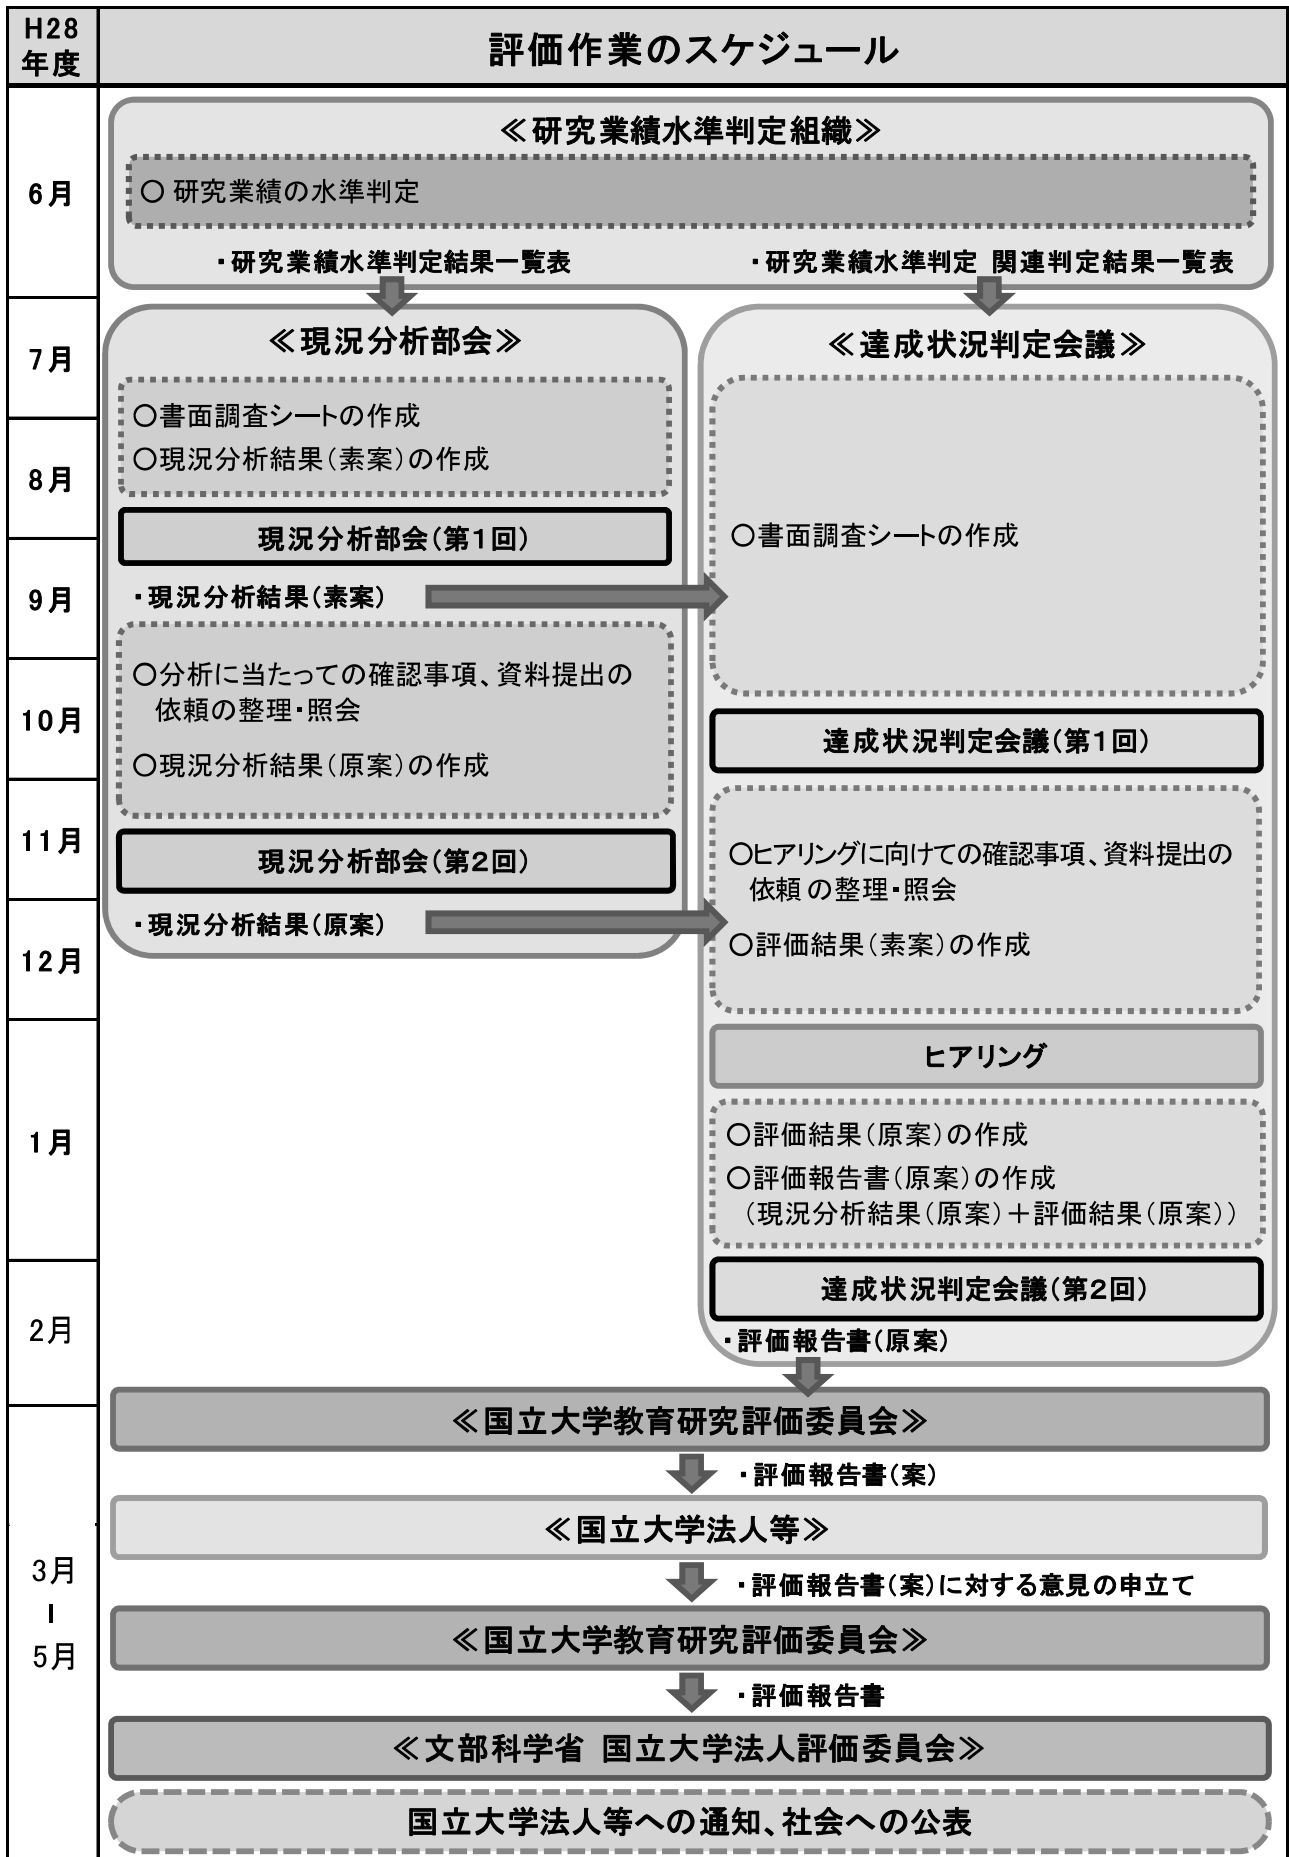 H28
年度
評価作業のスケジュール
6月
≪研究業績水準判定組織≫
○ 研究業績の水準判定
・研究業績水準判定結果一覧表
・研究業績水準判定 関連判定結果一覧表
7月
8月
9月
10月
11月
12月
≪現況分析部会≫
○書面調査シートの作成
○現況分析結果(素案)の作成
現況分析部会(第1回)
・現況分析結果(素案)
○分析に当たっての確認事項、資料提出の
依頼の整理・照会
○現況分析結果(原案)の作成
現況分析部会(第2回)
・現況分析結果(原案)
≪達成状況判定会議≫
○書面調査シートの作成
達成状況判定会議(第1回)
○ヒアリングに向けての確認事項、資料提出の
依頼の整理・照会
○評価結果(素案)の作成
1月
ヒアリング
○評価結果(原案)の作成
○評価報告書(原案)の作成
(現況分析結果(原案)+評価結果(原案))
2月
達成状況判定会議(第2回)
・評価報告書(原案)
3月
|
5月
≪国立大学教育研究評価委員会≫
・評価報告書(案)
≪国立大学法人等≫
・評価報告書(案)に対する意見の申立て
≪国立大学教育研究評価委員会≫
・評価報告書
≪文部科学省 国立大学法人評価委員会≫
国立大学法人等への通知、社会への公表